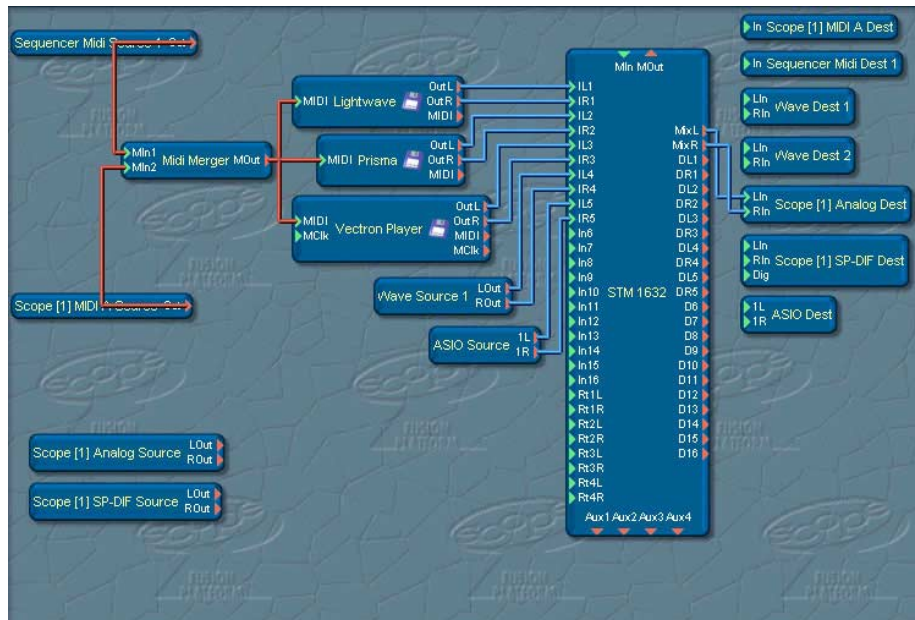 Sequencer Midi Source 1 Out
Scope [1] MIDI A Source Out
MIn1
MIn2
Midi Merger MOut
MIDI Lightwave
OutL
OutR
MIDI
MIDI Prisma
OutL
OutR
MIDI
MIDI
MClk
Vectron Player
OutL
OutR
MIDI
MClk
Wave Source 1
LOut
ROut
ASIO Source
1L
1R
Scope [1] Analog Source
LOut
ROut
Scope [1] SP-DIF Source
LOut
ROut
MIn MOut
IL1
IR1
IL2
IR2
IL3
IR3
IL4
IR4
IL5
IR5
In6
In7
In8
In9
In10
In11
In12
In13
In14
In15
In16
Rt1L
Rt1R
Rt2L
Rt2R
Rt3L
Rt3R
Rt4L
Rt4R
STM 1632
MixL
MixR
DL1
DR1
DL2
DR2
DL3
DR3
DL4
DR4
DL5
DR5
D6
D7
D8
D9
D10
D11
D12
D13
D14
D15
D16
Aux1 Aux2 Aux3 Aux4
In Scope [1] MIDI A Dest
In Sequencer Midi Dest 1
LIn
RIn
Wave Dest 1
LIn
RIn
Wave Dest 2
LIn
RIn
Scope [1] Analog Dest
LIn
RIn
Dig
Scope [1] SP-DIF Dest
1L
1R
ASIO Dest
scope
FUSION
PLATFORM